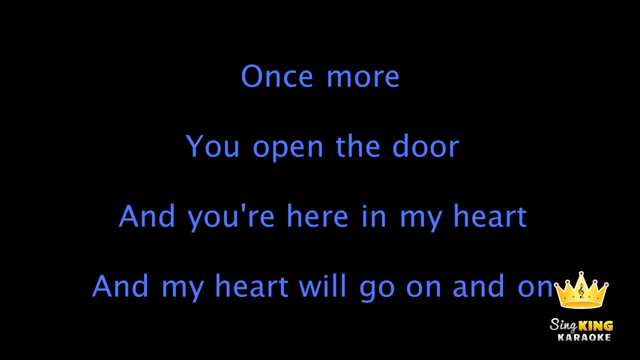 Once more
You open the door
And you're here in my heart
And my heart will go on and on
Sing KING
KARAOKE